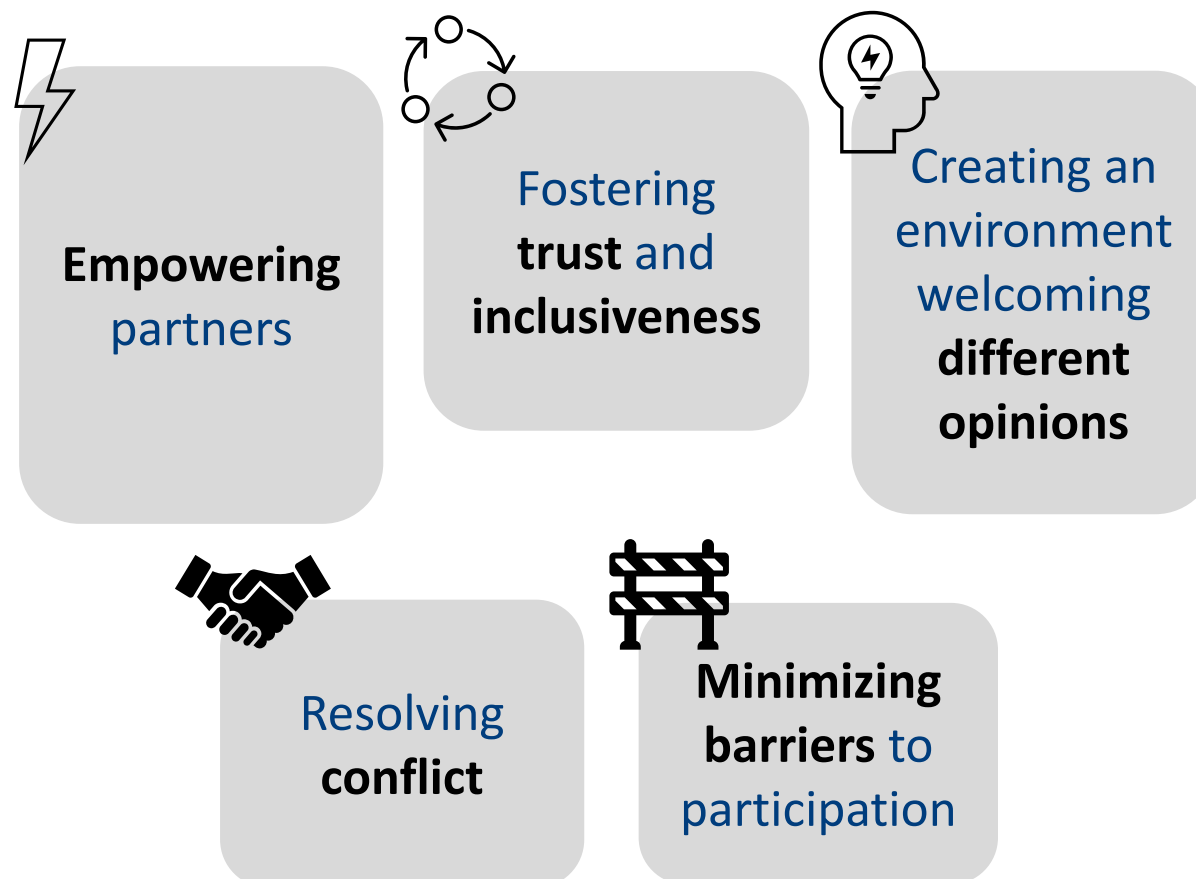 Empowering
partners
Fostering
trust and
inclusiveness
Creating an
environment
welcoming
different
opinions
Resolving
conflict
Minimizing
barriers to
participation